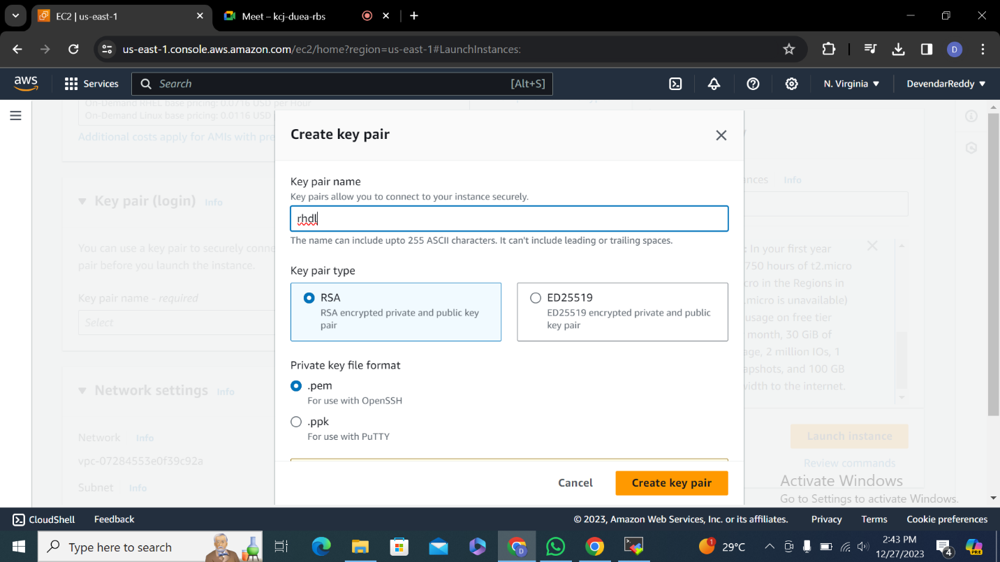 EC2 | us-east-1
Meet – kcj-duea-rbs
us-east-1.console.aws.amazon.com/ec2/home?region=us-east-1#LaunchInstances:
D
aws
Services
Search
[Alt+S]
N. Virginia
DevendarReddy
On-Demand RHEL base pricing: 0.0716 USD per Hour
On-Demand Linux base pricing: 0.0116 USD
Additional costs apply for AMIs with pre
Key pair (login) Info
You can use a key pair to securely conne
pair before you launch the instance.
Key pair name - required
Select
Network settings Info
Network Info
vpc-07284553e0f39c92a
Subnet Info
Create key pair
Key pair name
Key pairs allow you to connect to your instance securely.
rhdl
The name can include upto 255 ASCII characters. It can't include leading or trailing spaces.
Key pair type
RSA
RSA encrypted private and public key
pair
ED25519
ED25519 encrypted private and public
key pair
Private key file format
.pem
For use with OpenSSH
.ppk
For use with PuTTY
Cancel
Create key pair
nces Info
: In your first year
750 hours of t2.micro
cro in the Regions in
.micro is unavailable)
usage on free tier
month, 30 GiB of
age, 2 million IOs, 1
apshots, and 100 GB
width to the internet.
Launch instance
Review commands
Activate Windows
Go to Settings to activate Windows.
CloudShell
Feedback
© 2023, Amazon Web Services, Inc. or its affiliates.
Privacy
Terms
Cookie preferences
Type here to search
D
1
29°C
2:43 PM
12/27/2023
4
PRE